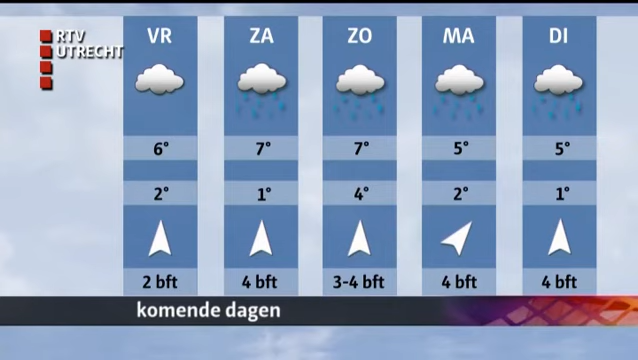 RTV
UTRECHT
VR ZA ZO MA DI
6° 7° 7° 5° 5°
2° 1° 4° 2° 1°
2 bft 4 bft 3-4 bft 4 bft 4 bft
komende dagen